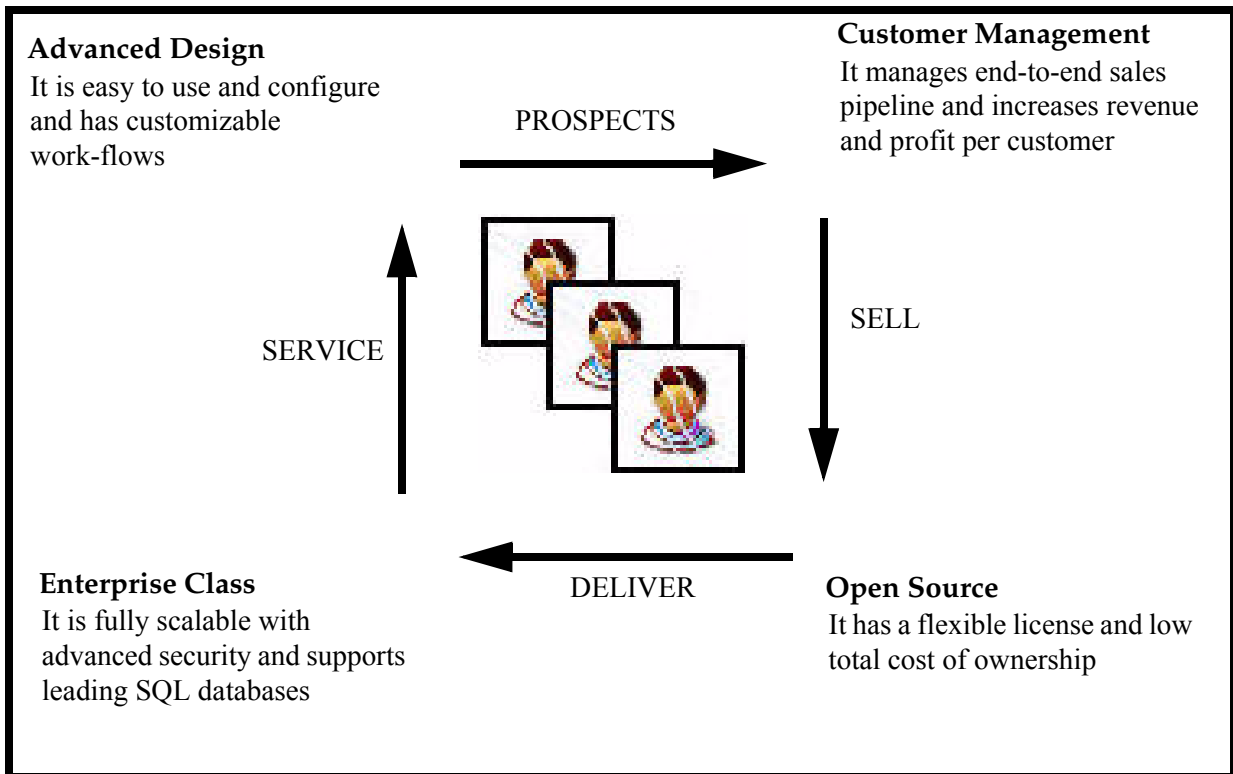 Advanced Design
It is easy to use and configure
and has customizable
work-flows
PROSPECTS
Customer Management
It manages end-to-end sales
pipeline and increases revenue
and profit per customer
SERVICE
SELL
Enterprise Class
It is fully scalable with
advanced security and supports
leading SQL databases
DELIVER
Open Source
It has a flexible license and low
total cost of ownership